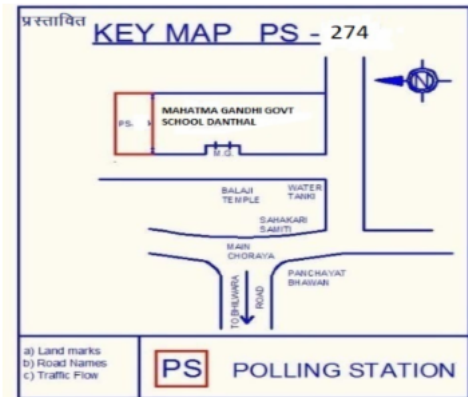 प्रस्तावित
KEY MAP PS - 274
N
MAHATMA GANDHI GOVT
SCHOOL DANTHAL
PS.
M.G.
BALAJI
TEMPLE
WATER
TANKI
SAHAKARI
SAMITI
MAIN
CHORAYA
PANCHAYAT
BHAWAN
TO BHILWARA
ROAD
a) Land marks
b) Road Names
c) Traffic Flow
PS
POLLING STATION